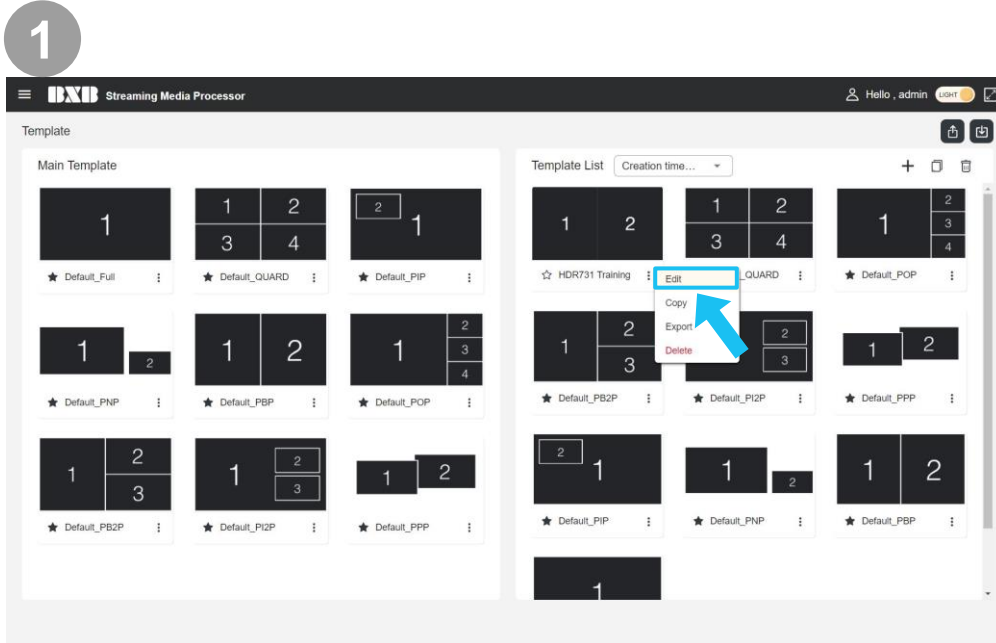 1
BXB Streaming Media Processor
Hello , admin
LIGHT
Template
Main Template
1
Default_Full
1 2
3 4
Default_QUARD
2
1
Default_PIP
1
2
Default_PNP
1 2
Default_PBP
1
2
3
4
Default_POP
1
2
3
Default_PB2P
1
2
3
Default_PI2P
1 2
Default_PPP
Template List
Creation time...
1 2
HDR731 Training
1 2
3 4
_QUARD
1
2
3
4
Default_POP
Edit
Copy
Export
Delete
1
2
3
Default_PB2P
2
3
Default_PI2P
1 2
Default_PPP
2
1
Default_PIP
1
2
Default_PNP
1 2
Default_PBP
1